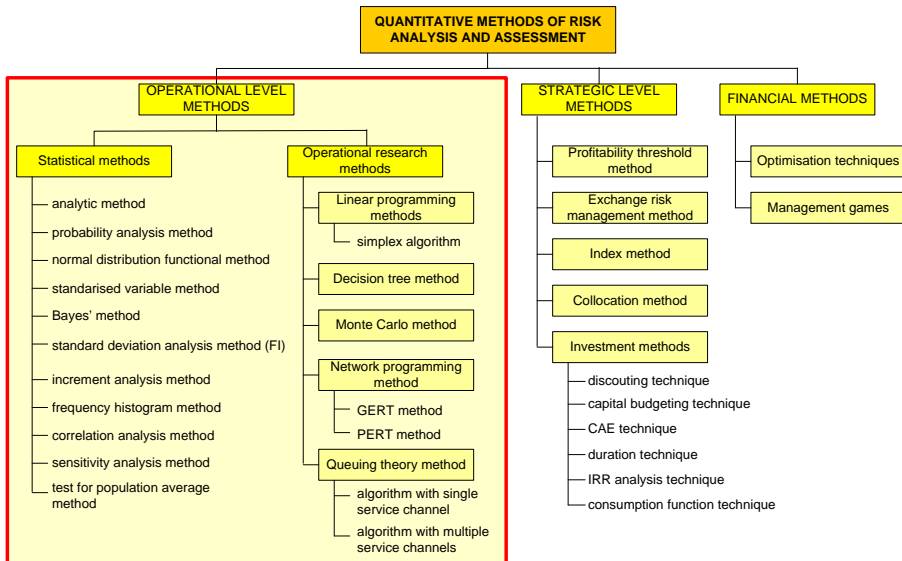 QUANTITATIVE METHODS OF RISK
ANALYSIS AND ASSESSMENT
OPERATIONAL LEVEL
METHODS
Statistical methods
analytic method
probability analysis method
normal distribution functional method
standarised variable method
Bayes' method
standard deviation analysis method (FI)
increment analysis method
frequency histogram method
correlation analysis method
sensitivity analysis method
test for population average
method
Operational research
methods
Linear programming
methods
simplex algorithm
Decision tree method
Monte Carlo method
Network programming
method
GERT method
PERT method
Queuing theory method
algorithm with single
service channel
algorithm with multiple
service channels
STRATEGIC LEVEL
METHODS
Profitability threshold
method
Exchange risk
management method
Index method
Collocation method
Investment methods
discouting technique
capital budgeting technique
CAE technique
duration technique
IRR analysis technique
consumption function technique
FINANCIAL METHODS
Optimisation techniques
Management games